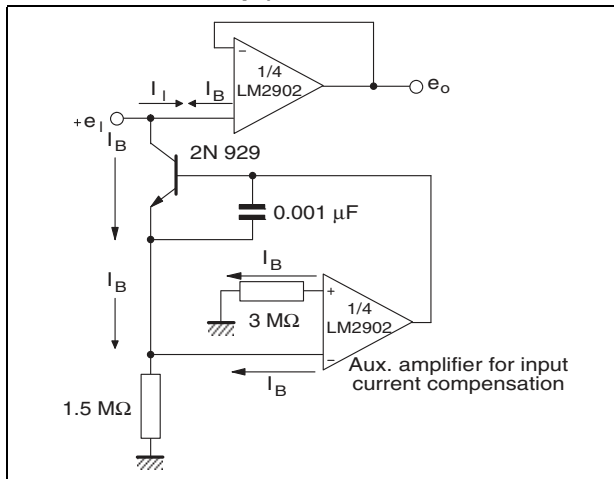 1/4
LM2902
−
e₀
I_I
I_B
+e_I
I_B
2N 929
0.001 µF
I_B
I_B
+
1/4
LM2902
3 MΩ
−
I_B
Aux. amplifier for input
current compensation
1.5 MΩ